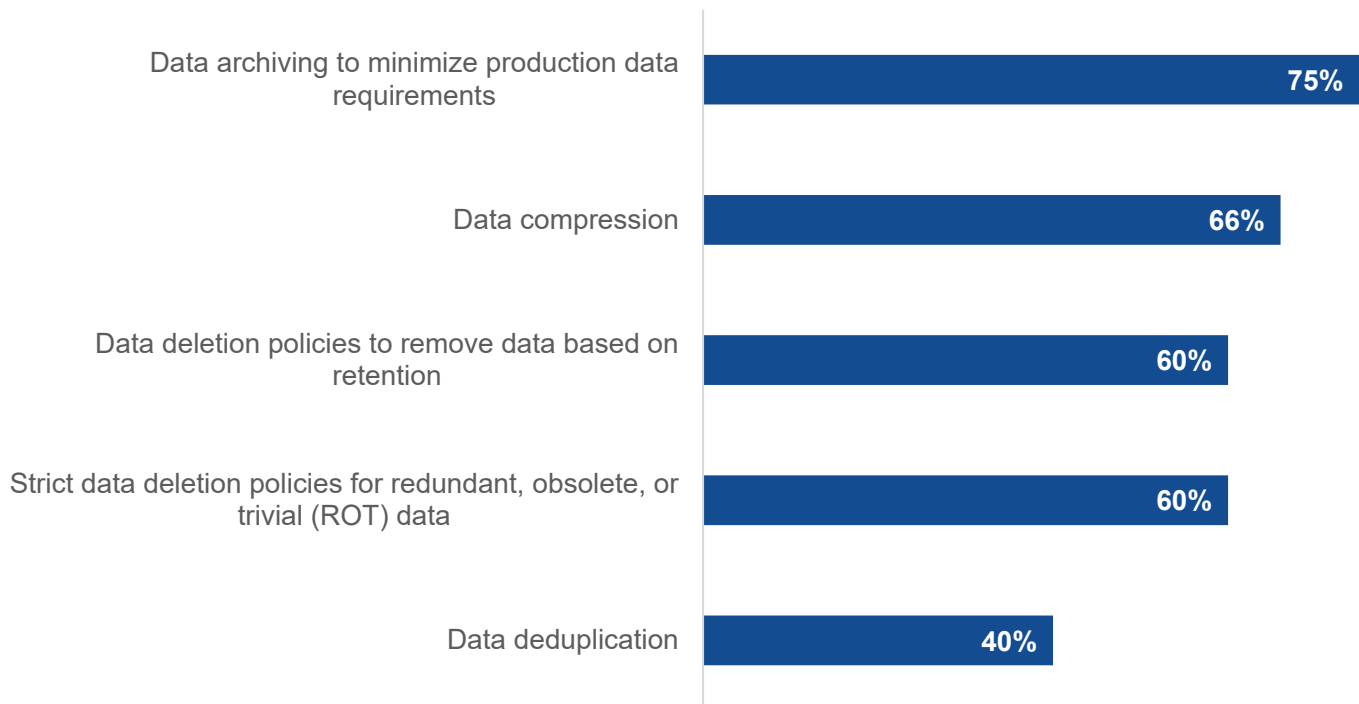 Data archiving to minimize production data
requirements
75%
Data compression
66%
Data deletion policies to remove data based on
retention
60%
Strict data deletion policies for redundant, obsolete, or
trivial (ROT) data
60%
Data deduplication
40%